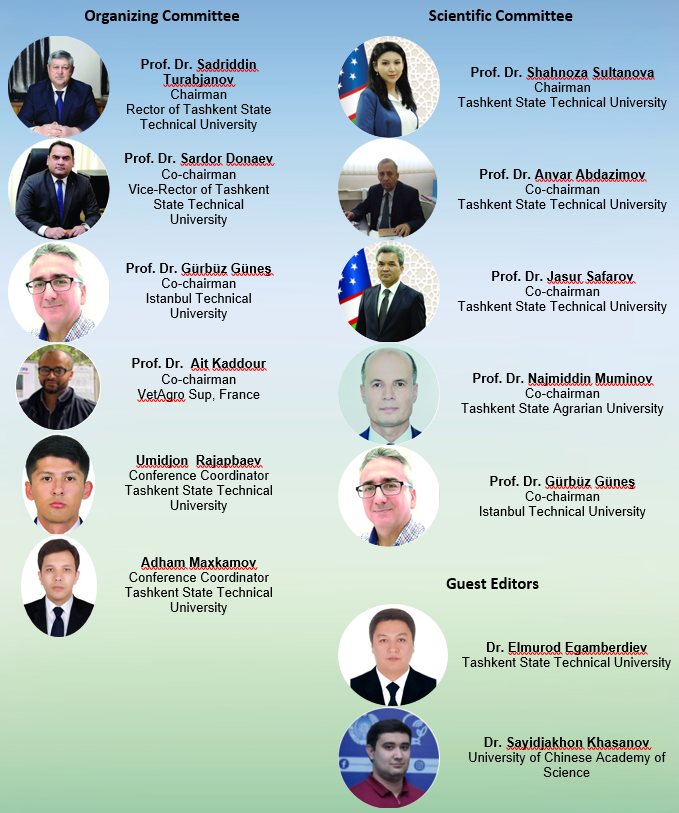 Organizing Committee
Prof. Dr. Sadriddin
Turabjanov
Chairman
Rector of Tashkent State
Technical University
Prof. Dr. Sardor Donaev
Co-chairman
Vice-Rector of Tashkent
State Technical
University
Prof. Dr. Gürbüz Güneş
Co-chairman
Istanbul Technical
University
Prof. Dr. Ait Kaddour
Co-chairman
VetAgro Sup, France
Umidjon Rajapbaev
Conference Coordinator
Tashkent State Technical
University
Adham Maxkamov
Conference Coordinator
Tashkent State Technical
University
Scientific Committee
Prof. Dr. Shahnoza Sultanova
Chairman
Tashkent State Technical University
Prof. Dr. Anvar Abdazimov
Co-chairman
Tashkent State Technical University
Prof. Dr. Jasur Safarov
Co-chairman
Tashkent State Technical University
Prof. Dr. Najmiddin Muminov
Co-chairman
Tashkent State Agrarian University
Prof. Dr. Gürbüz Güneş
Co-chairman
Istanbul Technical University
Guest Editors
Dr. Elmurod Egamberdiev
Tashkent State Technical University
Dr. Sayidjakhon Khasanov
University of Chinese Academy of
Science